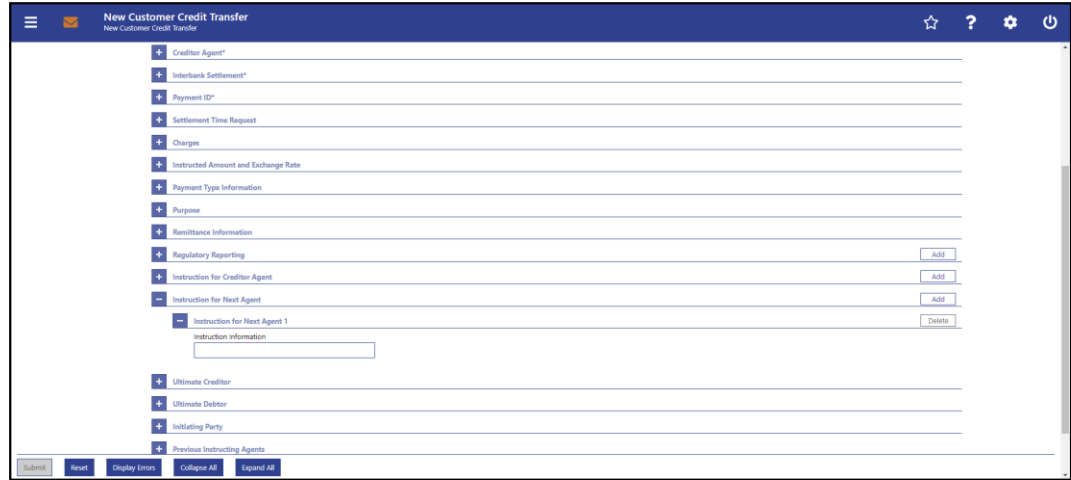 New Customer Credit Transfer
New Customer Credit Transfer
?
Creditor Agent*
Interbank Settlement*
Payment ID*
Settlement Time Request
Charges
Instructed Amount and Exchange Rate
Payment Type Information
Purpose
Remittance Information
Regulatory Reporting Add
Instruction for Creditor Agent Add
Instruction for Next Agent Add
Instruction for Next Agent 1 Delete
Instruction Information
Ultimate Creditor
Ultimate Debtor
Initiating Party
Previous Instructing Agents
Submit Reset Display Errors Collapse All Expand All